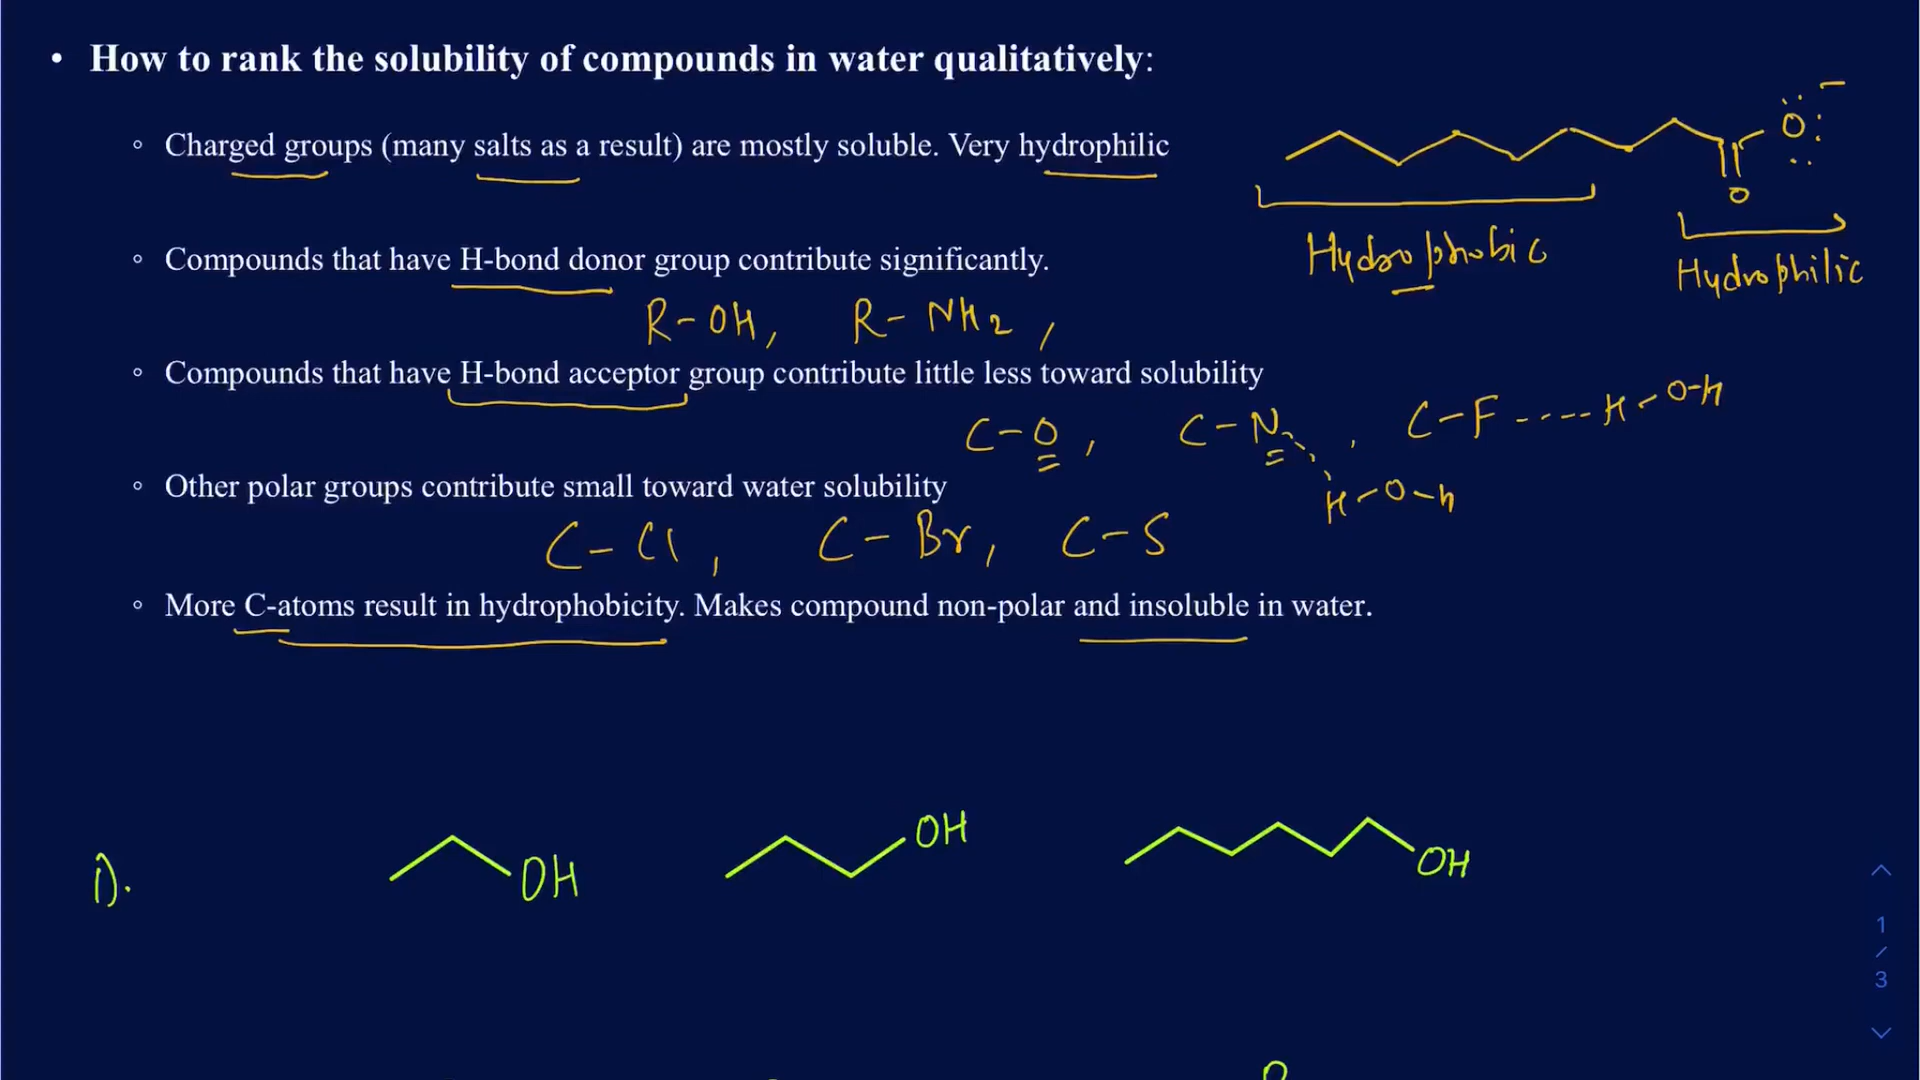 • How to rank the solubility of compounds in water qualitatively:
◦ Charged groups (many salts as a result) are mostly soluble. Very hydrophilic
O
-
O
Hydrophobic
Hydrophilic
◦ Compounds that have H-bond donor group contribute significantly.
R-OH, R-NH2,
◦ Compounds that have H-bond acceptor group contribute little less toward solubility
C-O, C-N, C-F----H-O-H
H-O-H
◦ Other polar groups contribute small toward water solubility
C-Cl, C-Br, C-S
◦ More C-atoms result in hydrophobicity. Makes compound non-polar and insoluble in water.
i).
OH
OH
OH
1
/
3